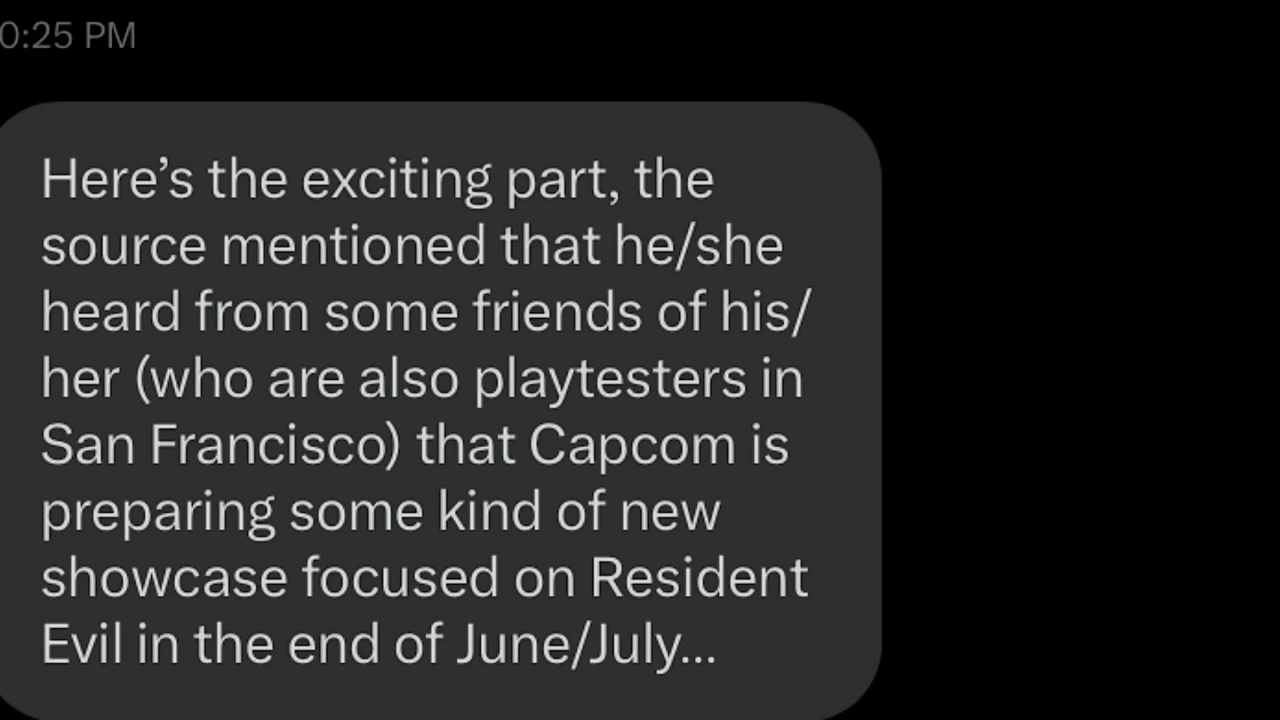 0:25 PM
Here’s the exciting part, the
source mentioned that he/she
heard from some friends of his/
her (who are also playtesters in
San Francisco) that Capcom is
preparing some kind of new
showcase focused on Resident
Evil in the end of June/July...